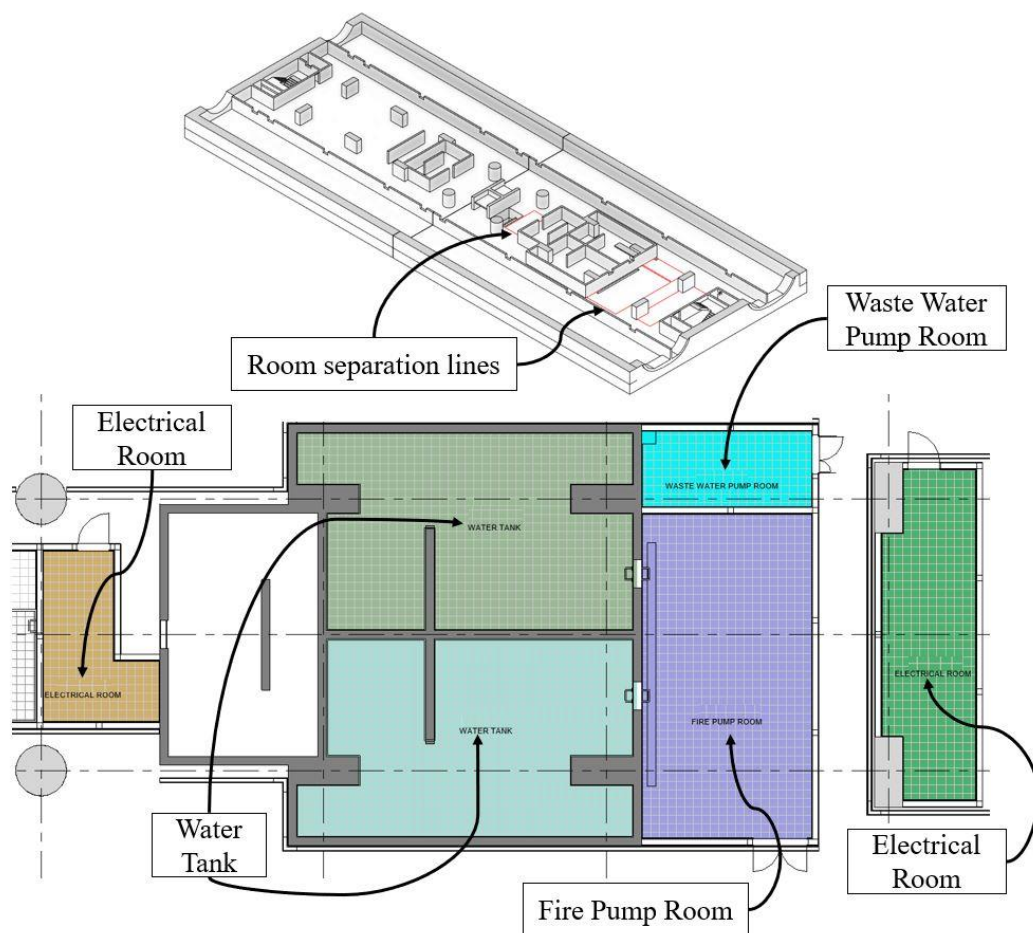 Waste Water
Pump Room
Room separation lines
Electrical
Room
WASTE WATER PUMP ROOM
WATER TANK
ELECTRICAL ROOM
ELECTRICAL ROOM
FIRE PUMP ROOM
WATER TANK
Water
Tank
Electrical
Room
Fire Pump Room